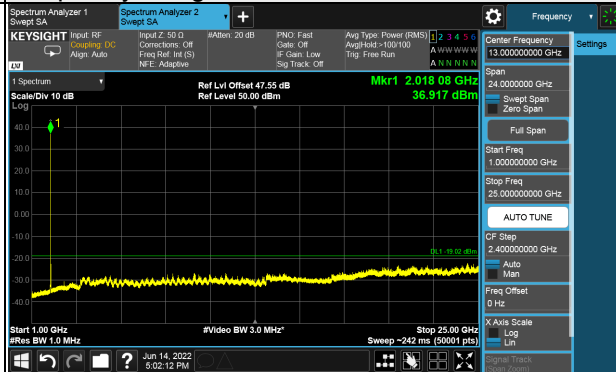 Spectrum Analyzer 1
Swept SA
Spectrum Analyzer 2
Swept SA
Frequency
KEYSIGHT
Input: RF
Coupling: DC
Align: Auto
Input Z: 50 Ω
Corrections: Off
Freq Ref: Int (S)
NFE: Adaptive
#Atten: 20 dB
PNO: Fast
Gate: Off
IF Gain: Low
Sig Track: Off
Avg Type: Power (RMS)
Avg|Hold:>100/100
Trig: Free Run
1 2 3 4 5 6
A W W W W W
A N N N N N
LXI
1 Spectrum
Scale/Div 10 dB
Log
Ref Lvl Offset 47.55 dB
Ref Level 50.00 dBm
Mkr1 2.018 08 GHz
36.917 dBm
1
40.0
30.0
20.0
10.0
0.00
-10.0
-20.0
-30.0
-40.0
DL1 -19.02 dBm
Start 1.00 GHz
#Res BW 1.0 MHz
#Video BW 3.0 MHz*
Stop 25.00 GHz
Sweep ~242 ms (50001 pts)
Jun 14, 2022
5:02:12 PM
Center Frequency
13.000000000 GHz
Settings
Span
24.0000000 GHz
Swept Span
Zero Span
Full Span
Start Freq
1.000000000 GHz
Stop Freq
25.000000000 GHz
AUTO TUNE
CF Step
2.400000000 GHz
Auto
Man
Freq Offset
0 Hz
X Axis Scale
Log
Lin
Signal Track
(Span Zoom)